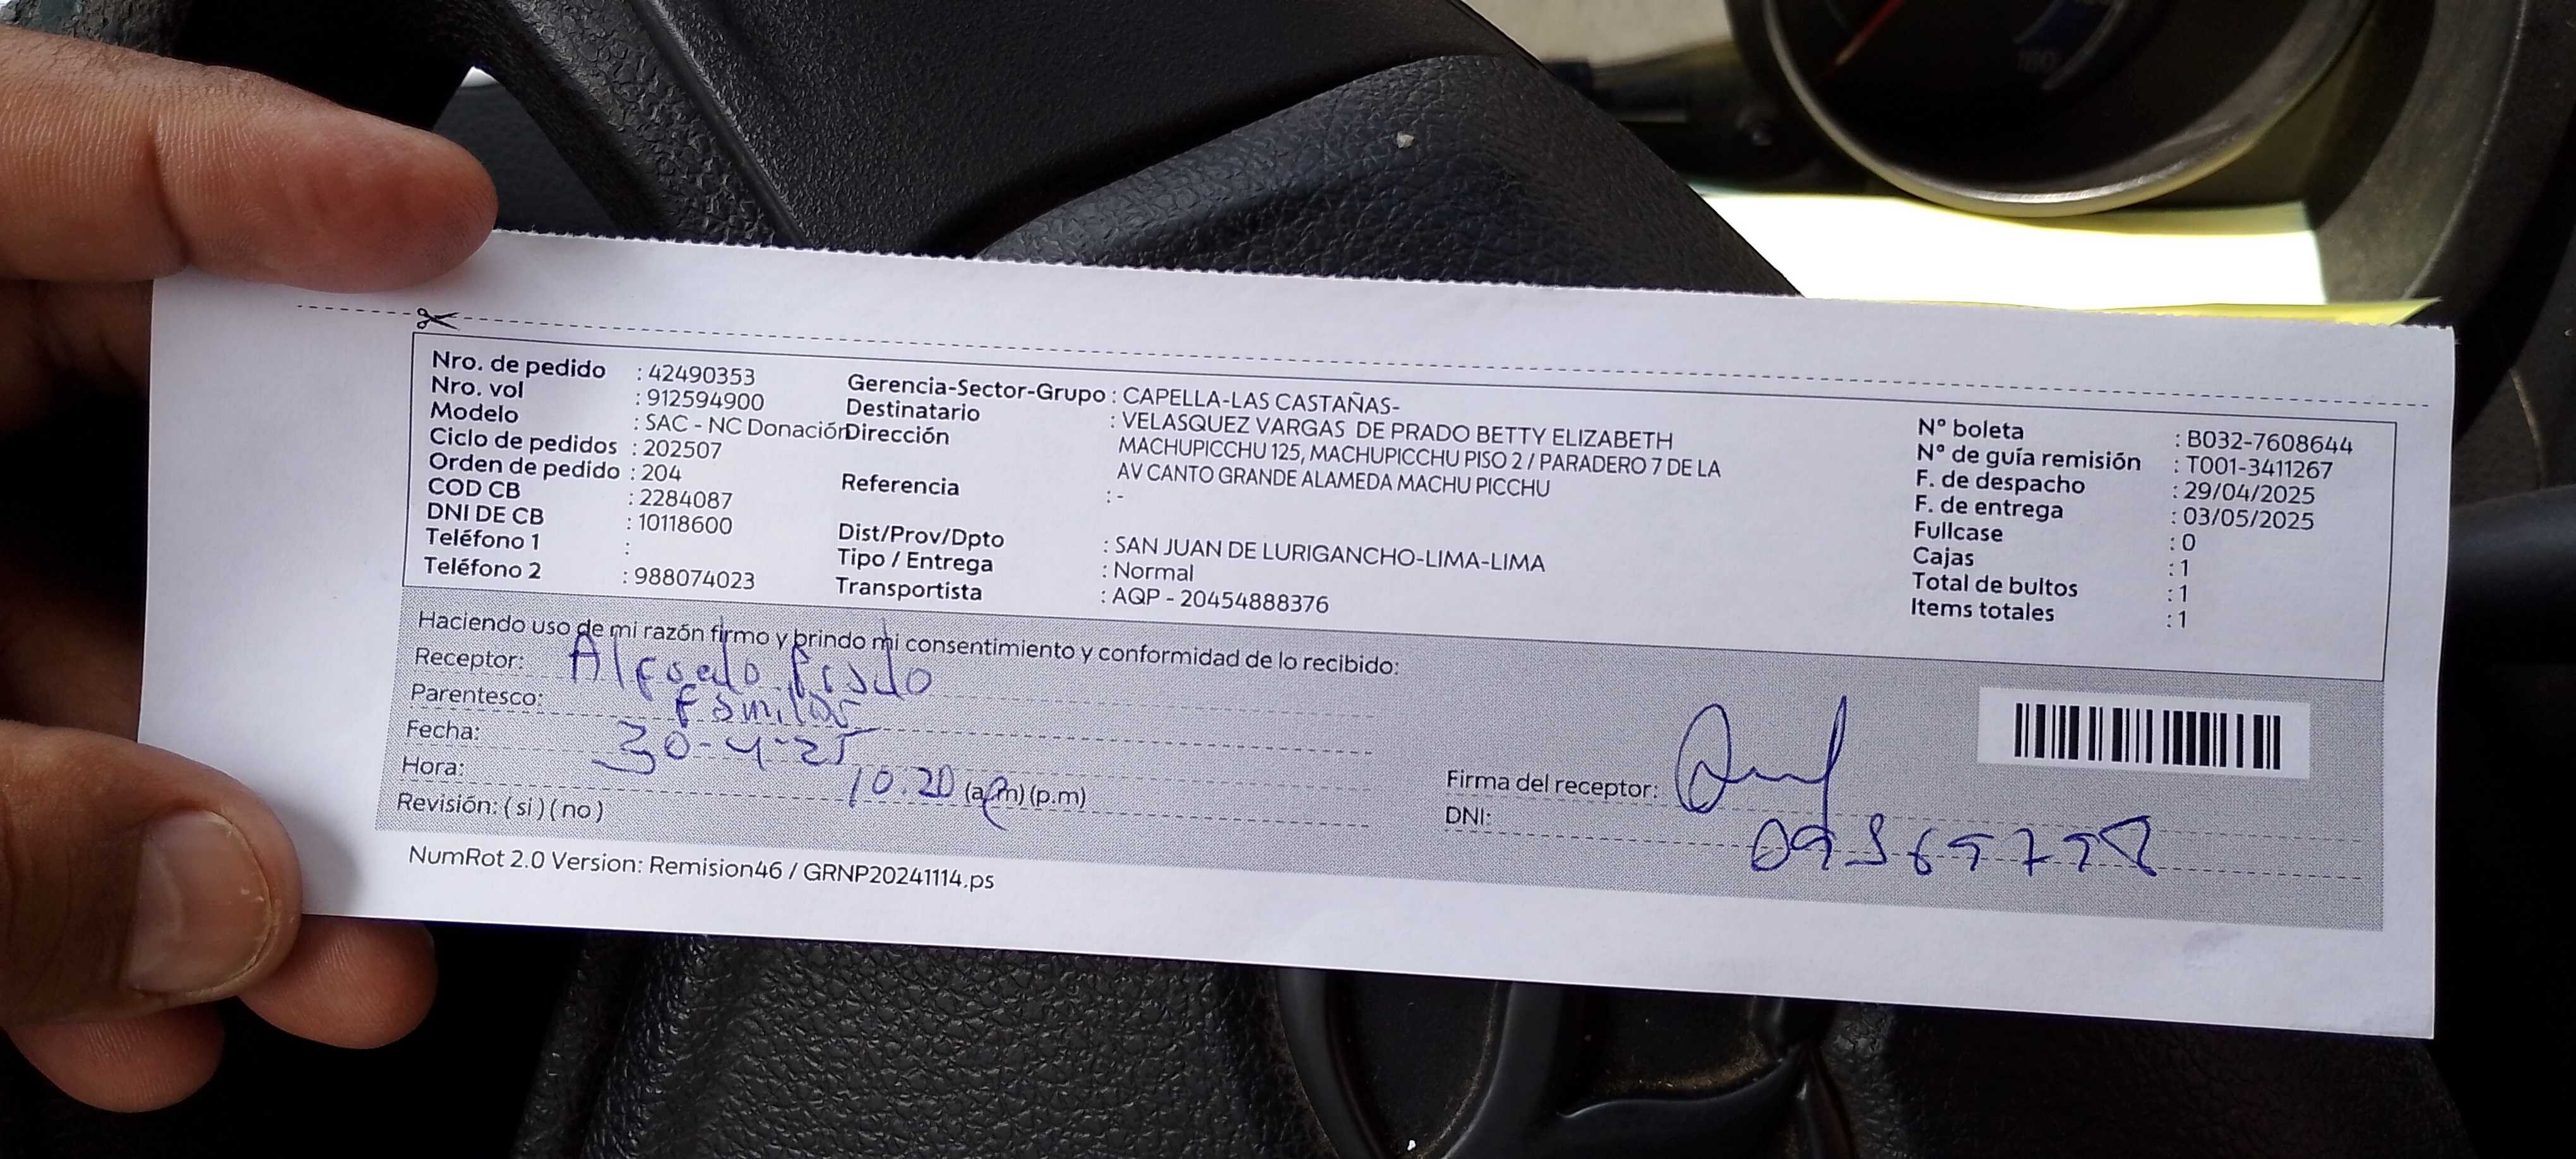 Nro. de pedido : 42490353
Nro. vol : 912594900
Modelo : SAC - NC Donación
Ciclo de pedidos : 202507
Orden de pedido : 204
COD CB : 2284087
DNI DE CB : 10118600
Teléfono 1 :
Teléfono 2 : 988074023
Gerencia-Sector-Grupo : CAPELLA-LAS CASTAÑAS-
Destinatario : VELASQUEZ VARGAS DE PRADO BETTY ELIZABETH
Dirección MACHUPICCHU 125, MACHUPICCHU PISO 2 / PARADERO 7 DE LA
AV CANTO GRANDE ALAMEDA MACHU PICCHU
Referencia : -
Dist/Prov/Dpto : SAN JUAN DE LURIGANCHO-LIMA-LIMA
Tipo / Entrega : Normal
Transportista : AQP - 20454888376
N° boleta : B032-7608644
N° de guía remisión : T001-3411267
F. de despacho : 29/04/2025
F. de entrega : 03/05/2025
Fullcase : 0
Cajas : 1
Total de bultos : 1
Items totales : 1
Haciendo uso de mi razón firmo y brindo mi consentimiento y conformidad de lo recibido:
Receptor: Alfredo Prado
Parentesco: Familiar
Fecha: 30-4-25
Hora: 10:20 (a.m) (p.m)
Revisión: ( si ) ( no )
Firma del receptor:
DNI:
NumRot 2.0 Version: Remision46 / GRNP20241114.ps